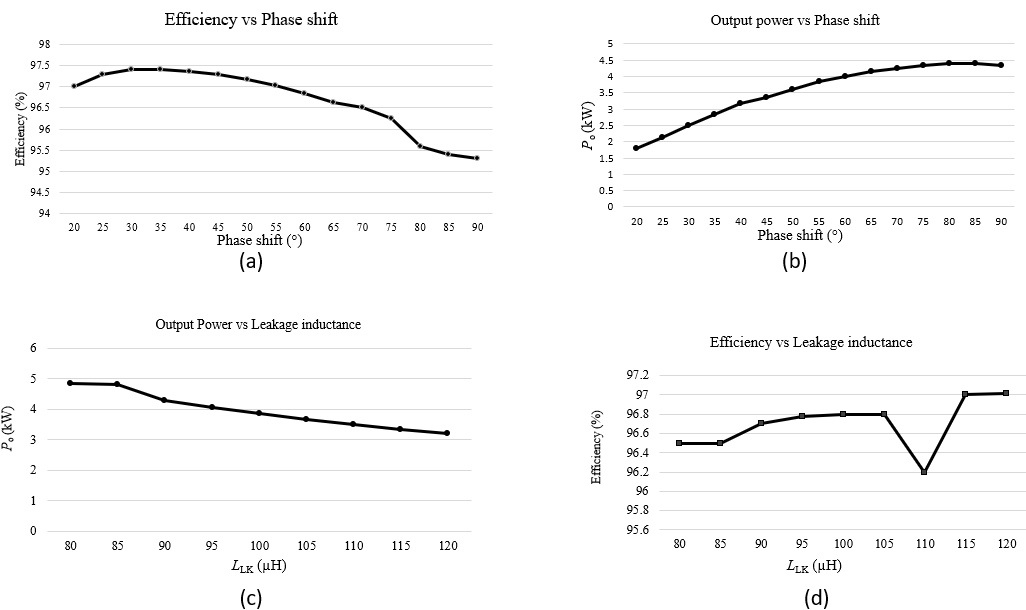 Efficiency vs Phase shift
98
97.5
97
96.5
96
95.5
95
94.5
94
Efficiency (%)
20 25 30 35 40 45 50 55 60 65 70 75 80 85 90
Phase shift (°)
(a)
Output power vs Phase shift
5
4.5
4
3.5
3
2.5
2
1.5
1
0.5
0
Po (kW)
20 25 30 35 40 45 50 55 60 65 70 75 80 85 90
Phase shift (°)
(b)
Output Power vs Leakage inductance
6
5
4
3
2
1
0
Po (kW)
80 85 90 95 100 105 110 115 120
LLK (µH)
(c)
Efficiency vs Leakage inductance
97.2
97
96.8
96.6
96.4
96.2
96
95.8
95.6
Efficiency (%)
80 85 90 95 100 105 110 115 120
LLK (µH)
(d)